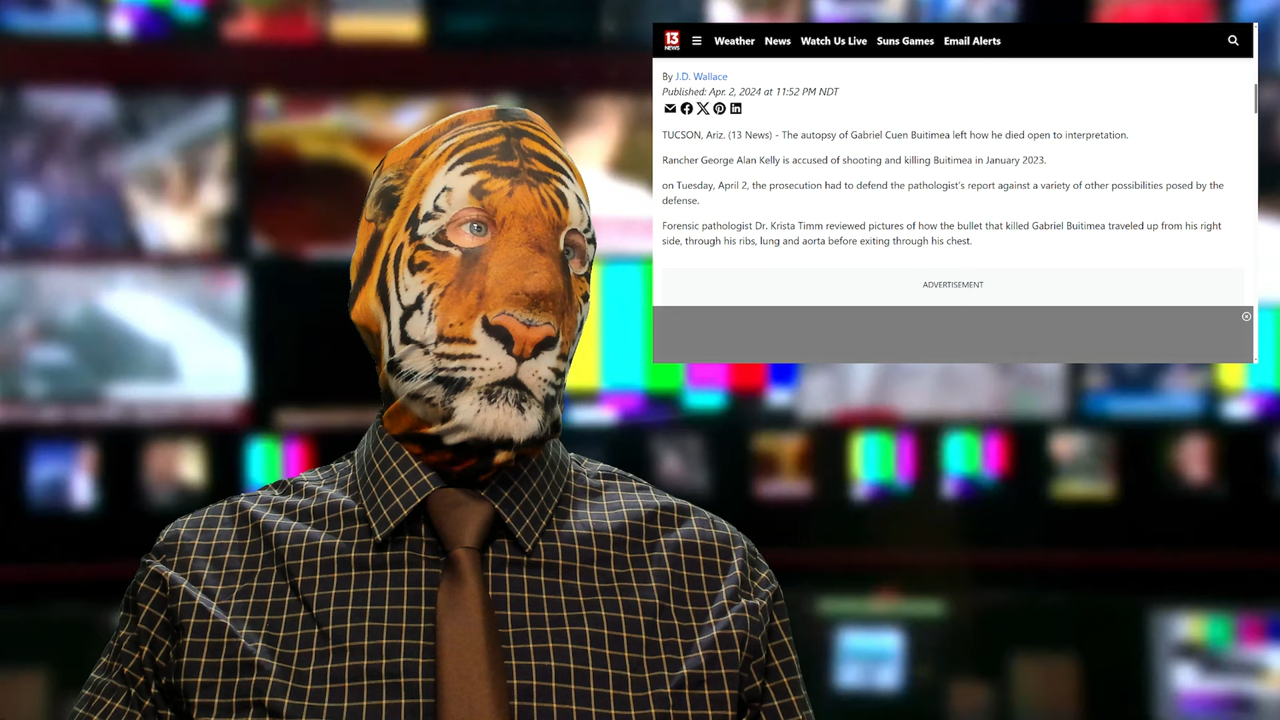 13
NEWS
Weather News Watch Us Live Suns Games Email Alerts
By J.D. Wallace
Published: Apr. 2, 2024 at 11:52 PM NDT
TUCSON, Ariz. (13 News) - The autopsy of Gabriel Cuen Buitimea left how he died open to interpretation.
Rancher George Alan Kelly is accused of shooting and killing Buitimea in January 2023.
on Tuesday, April 2, the prosecution had to defend the pathologist's report against a variety of other possibilities posed by the
defense.
Forensic pathologist Dr. Krista Timm reviewed pictures of how the bullet that killed Gabriel Buitimea traveled up from his right
side, through his ribs, lung and aorta before exiting through his chest.
ADVERTISEMENT